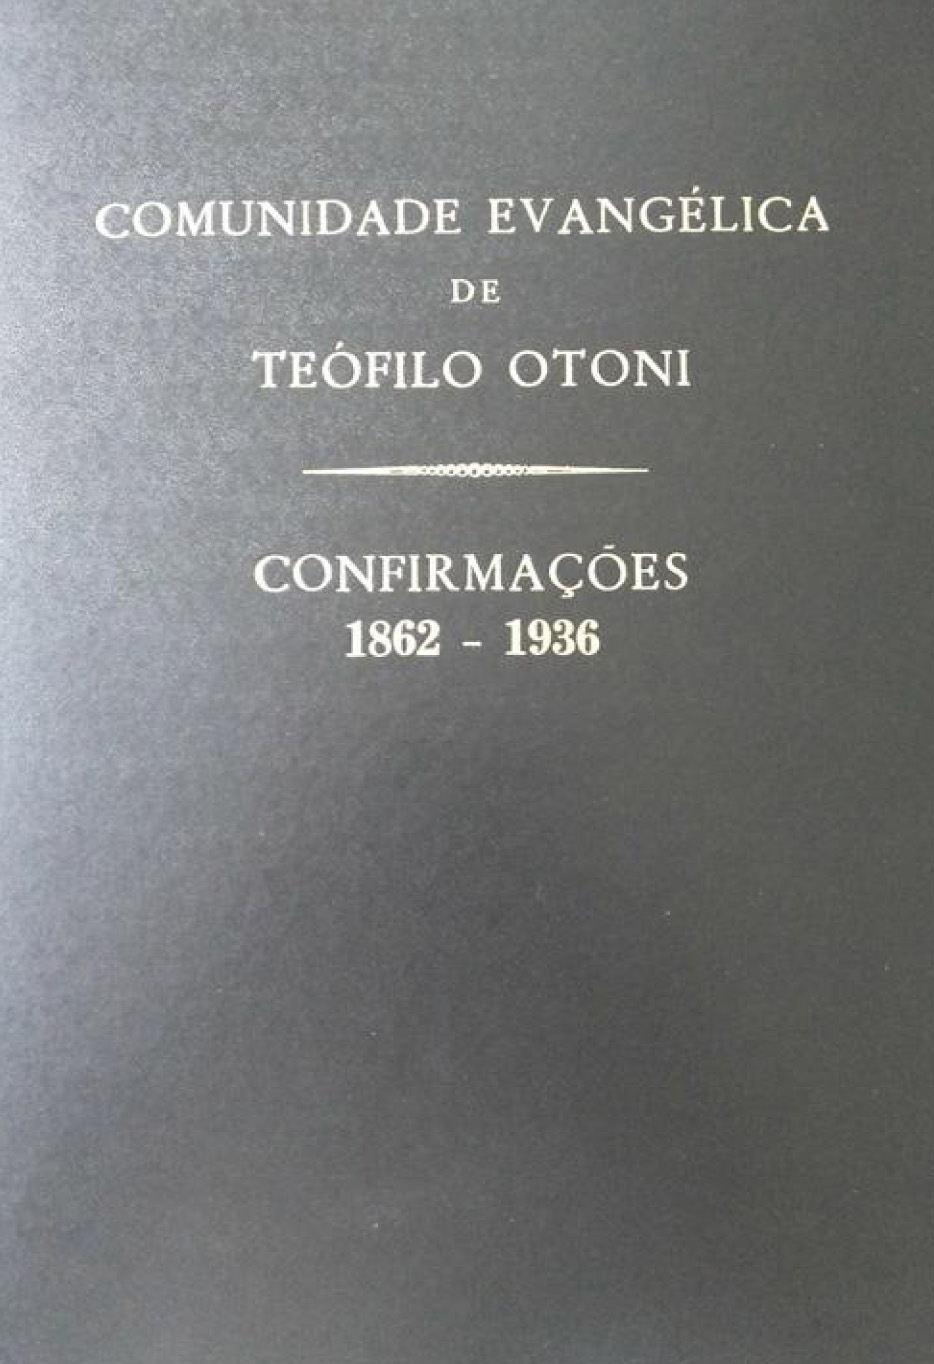 COMUNIDADE EVANGÉLICA
DE
TEÓFILO OTONI
CONFIRMAÇÕES
1862 - 1936